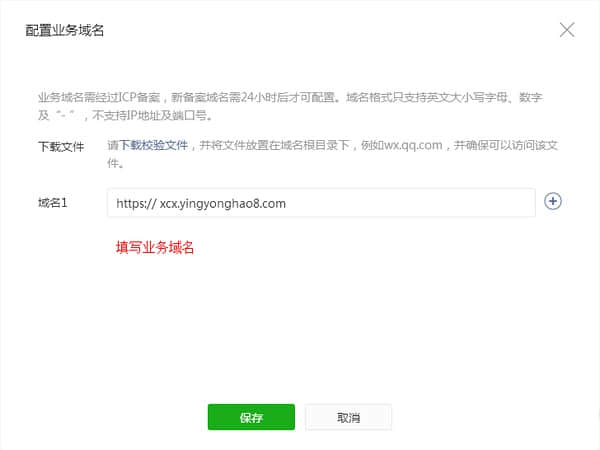 配置业务域名
业务域名需经过ICP备案，新备案域名需24小时后才可配置。域名格式只支持英文大小写字母、数字
及“- ”，不支持IP地址及端口号。
下载文件 请下载校验文件，并将文件放置在域名根目录下，例如wx.qq.com，并确保可以访问该文
件。
域名1 https:// xcx.yingyonghao8.com
填写业务域名
保存 取消